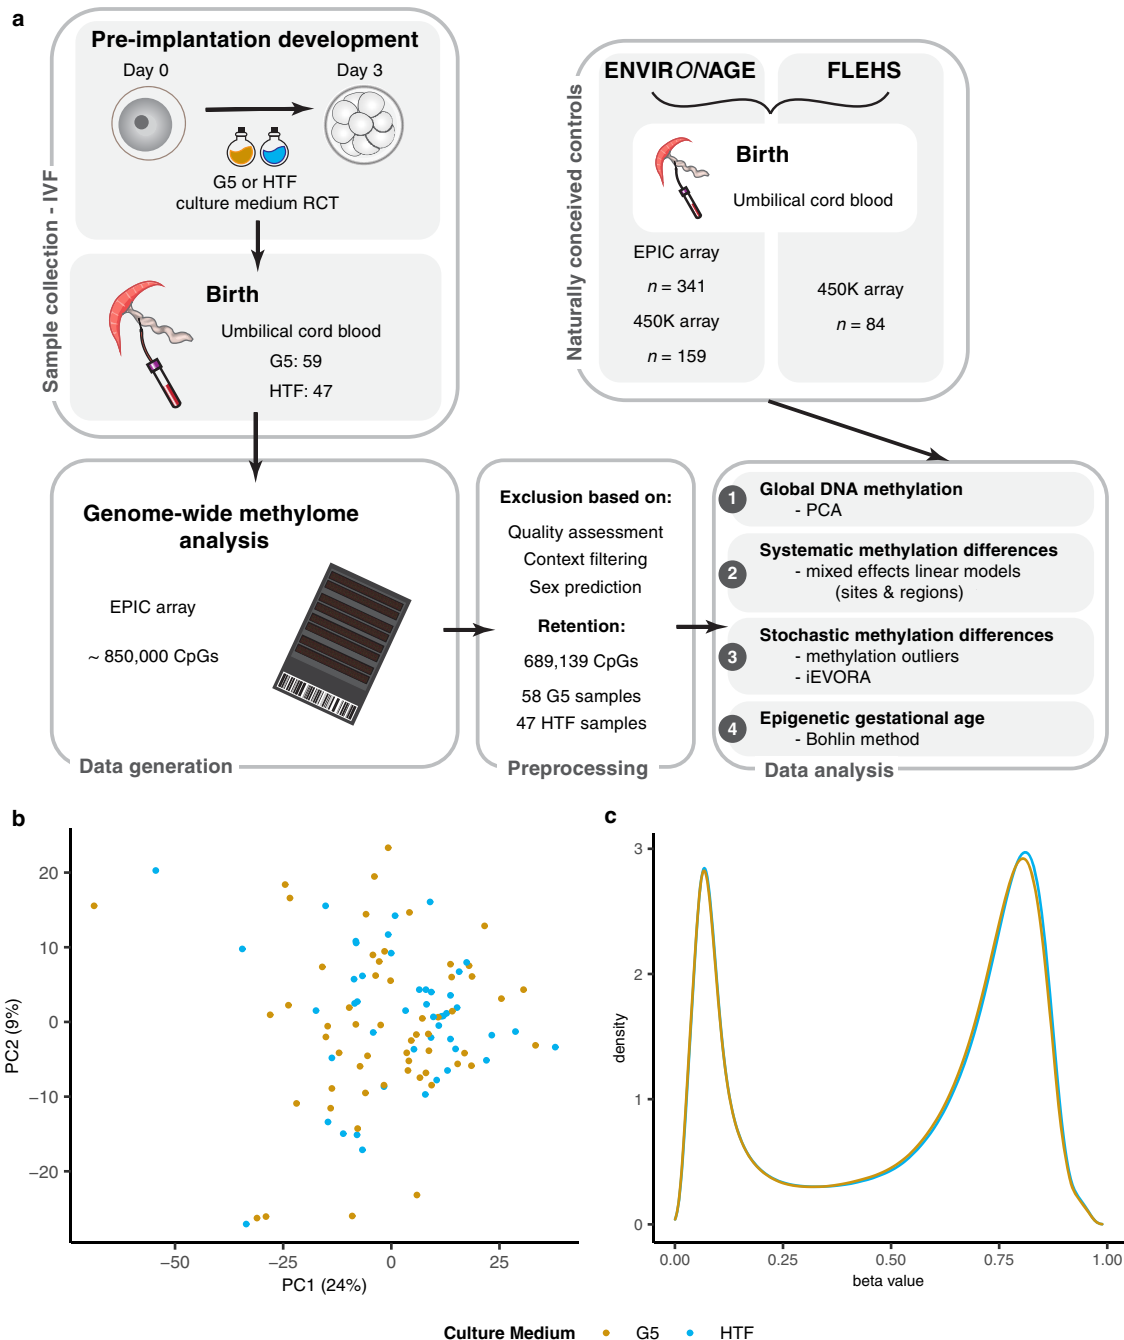 a
Pre-implantation development
Day 0
Day 3
G5 or HTF
culture medium RCT
Birth
Umbilical cord blood
G5: 59
HTF: 47
Sample collection - IVF
Naturally conceived controls
ENVIRONAGE
FLEHS
Birth
Umbilical cord blood
EPIC array
n = 341
450K array
n = 159
450K array
n = 84
Genome-wide methylome
analysis
EPIC array
~ 850,000 CpGs
Data generation
Exclusion based on:
Quality assessment
Context filtering
Sex prediction
Retention:
689,139 CpGs
58 G5 samples
47 HTF samples
Preprocessing
1
Global DNA methylation
- PCA
2
Systematic methylation differences
- mixed effects linear models
(sites & regions)
3
Stochastic methylation differences
- methylation outliers
- iEVORA
4
Epigenetic gestational age
- Bohlin method
Data analysis
b
20
10
0
−10
−20
PC2 (9%)
−50
−25
0
25
PC1 (24%)
c
3
2
1
0
density
0.00
0.25
0.50
0.75
1.00
beta value
Culture Medium
G5
HTF